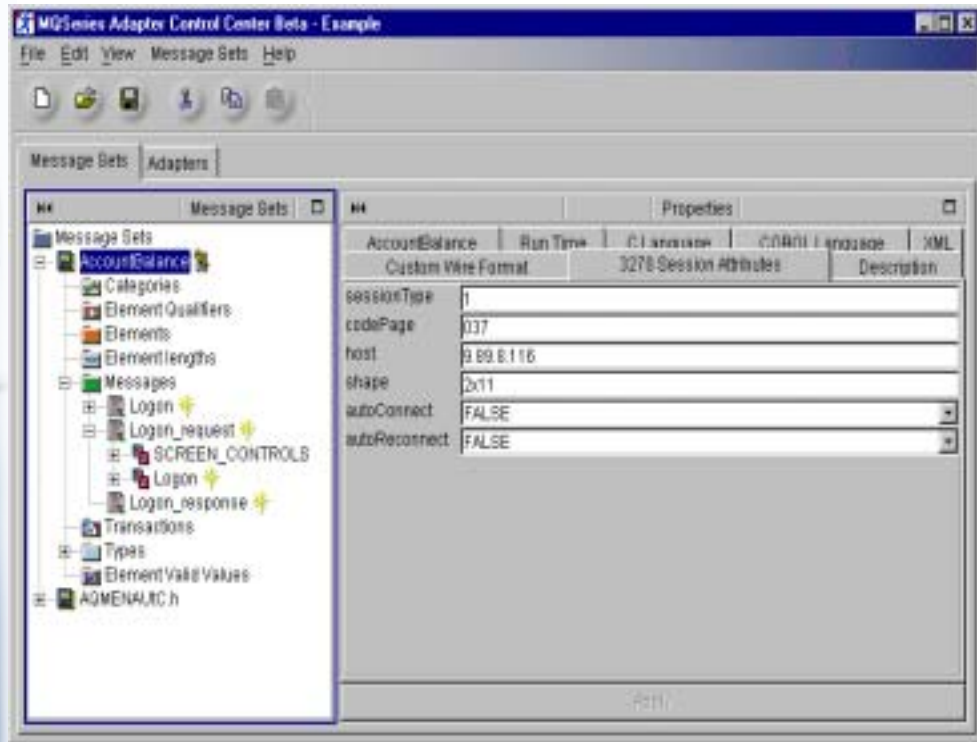 MQSeries Adapter Control Center Beta - Example
File Edit View Message Sets Help
Message Sets Adapters
Message Sets
Message Sets
AccountBalance
Categories
Element Qualifiers
Elements
Element lengths
Messages
Logon
Logon_request
SCREEN_CONTROLS
Logon
Logon_response
Transactions
Types
Element Valid Values
Properties
AccountBalance Run Time C Language COBOL Language XML
Custom Wire Format 3278 Session Attributes Description
sessionType 1
codePage 037
host 9.89.8.116
shape 2x11
autoConnect FALSE
autoReconnect FALSE